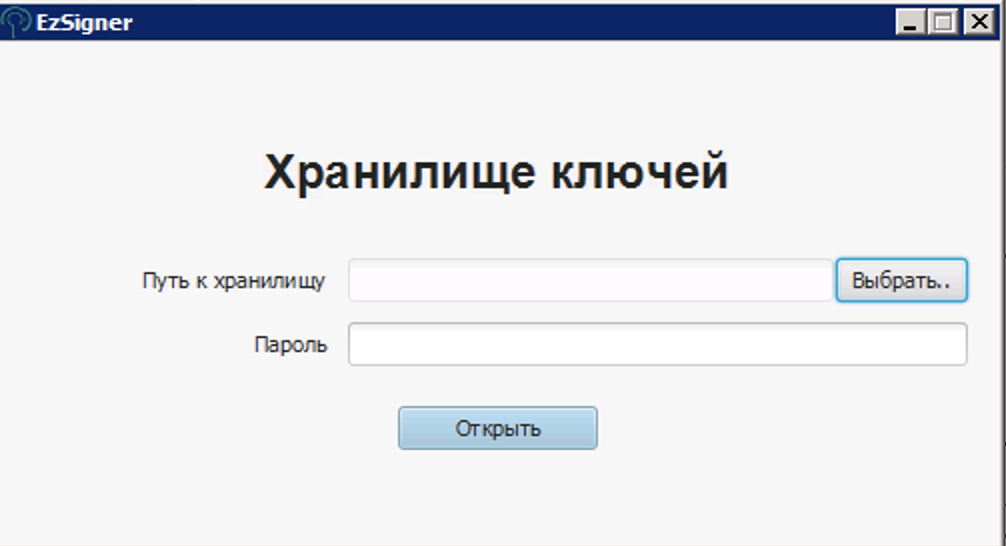 EzSigner
Хранилище ключей
Путь к хранилищу
Выбрать..
Пароль
Открыть